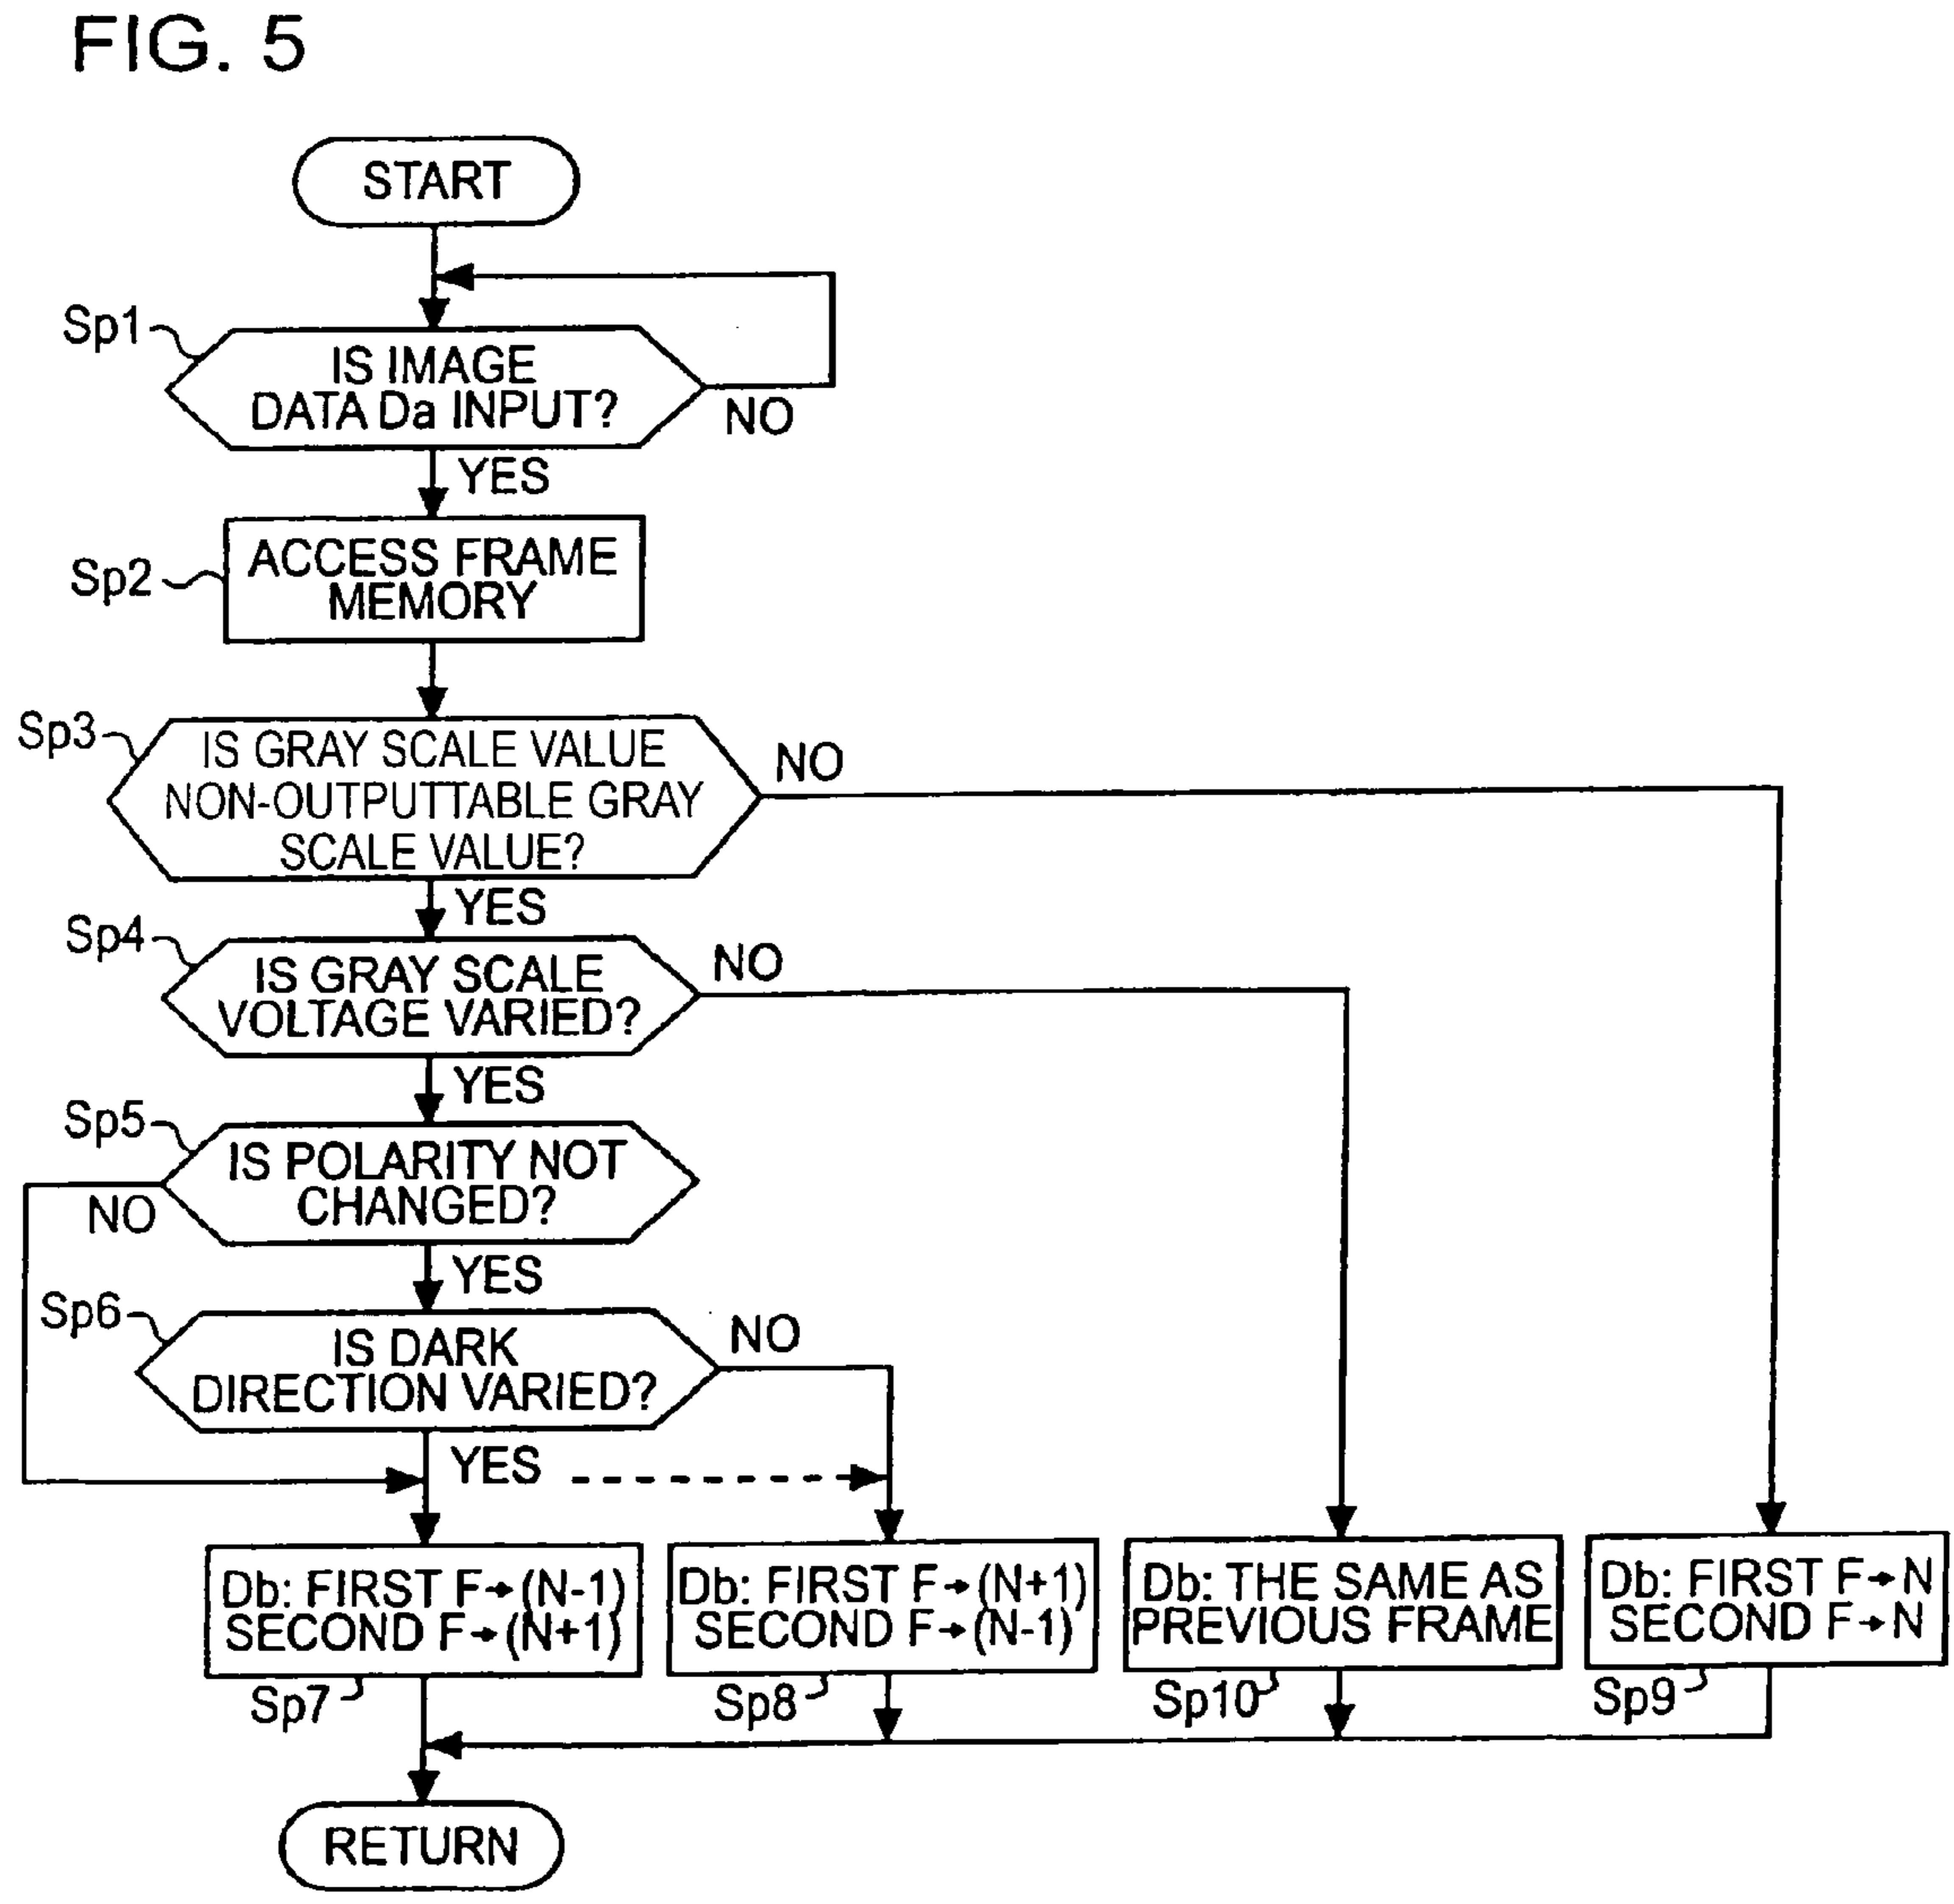 FIG. 5
START
Sp1
IS IMAGE
DATA Da INPUT?
NO
YES
Sp2
ACCESS FRAME
MEMORY
Sp3
IS GRAY SCALE VALUE
NON-OUTPUTTABLE GRAY
SCALE VALUE?
NO
YES
Sp4
IS GRAY SCALE
VOLTAGE VARIED?
NO
YES
Sp5
IS POLARITY NOT
CHANGED?
NO
YES
Sp6
IS DARK
DIRECTION VARIED?
NO
YES
Db: FIRST F→(N-1)
SECOND F→(N+1)
Sp7
Db: FIRST F→(N+1)
SECOND F→(N-1)
Sp8
Db: THE SAME AS
PREVIOUS FRAME
Sp10
Db: FIRST F→N
SECOND F→N
Sp9
RETURN